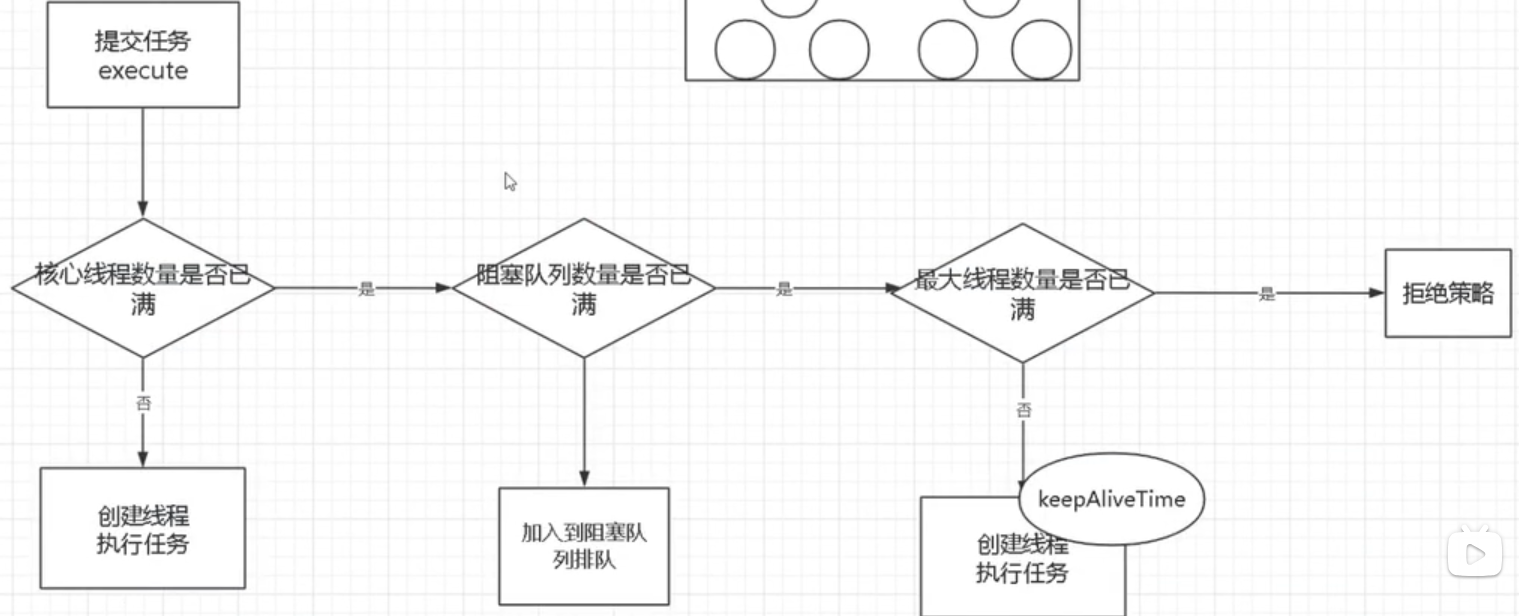 提交任务
execute
核心线程数量是否已
满
是
阻塞队列数量是否已
满
是
最大线程数量是否已
满
是
拒绝策略
否
否
创建线程
执行任务
加入到阻塞队
列排队
keepAliveTime
创建线程
执行任务